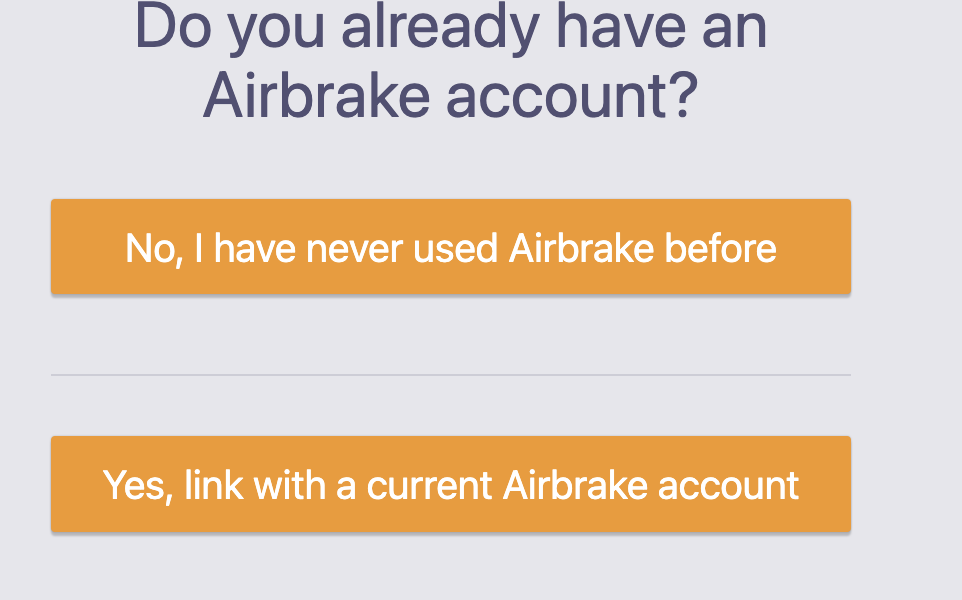 Do you already have an
Airbrake account?
No, I have never used Airbrake before
Yes, link with a current Airbrake account